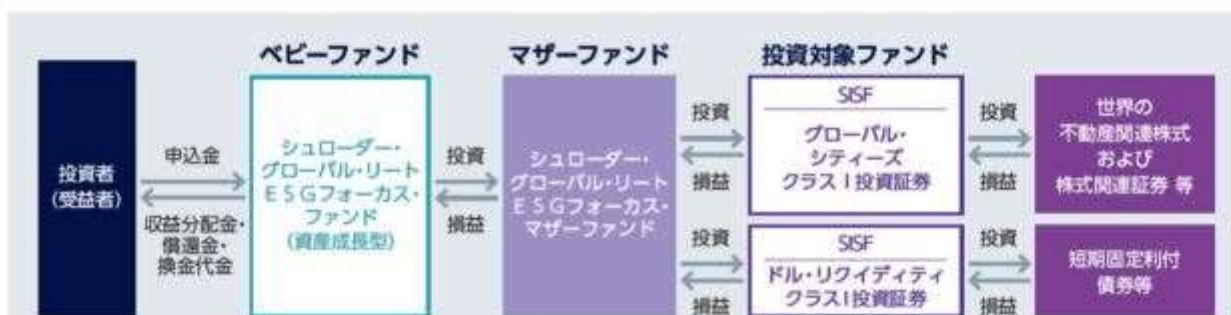 ベビーファンド
マザーファンド
投資対象ファンド
投資者
(受益者)
申込金
収益分配金・
償還金・
換金代金
シュローダー・
グローバル・リート
ESGフォーカス・
ファンド
(資産成長型)
投資
損益
シュローダー・
グローバル・リート
ESGフォーカス・
マザーファンド
投資
損益
SISF
グローバル・
シティーズ
クラスI投資証券
投資
損益
世界の
不動産関連株式
および
株式関連証券 等
投資
損益
SISF
ドル・リクイディティ
クラスI投資証券
投資
損益
短期固定利付
債券等